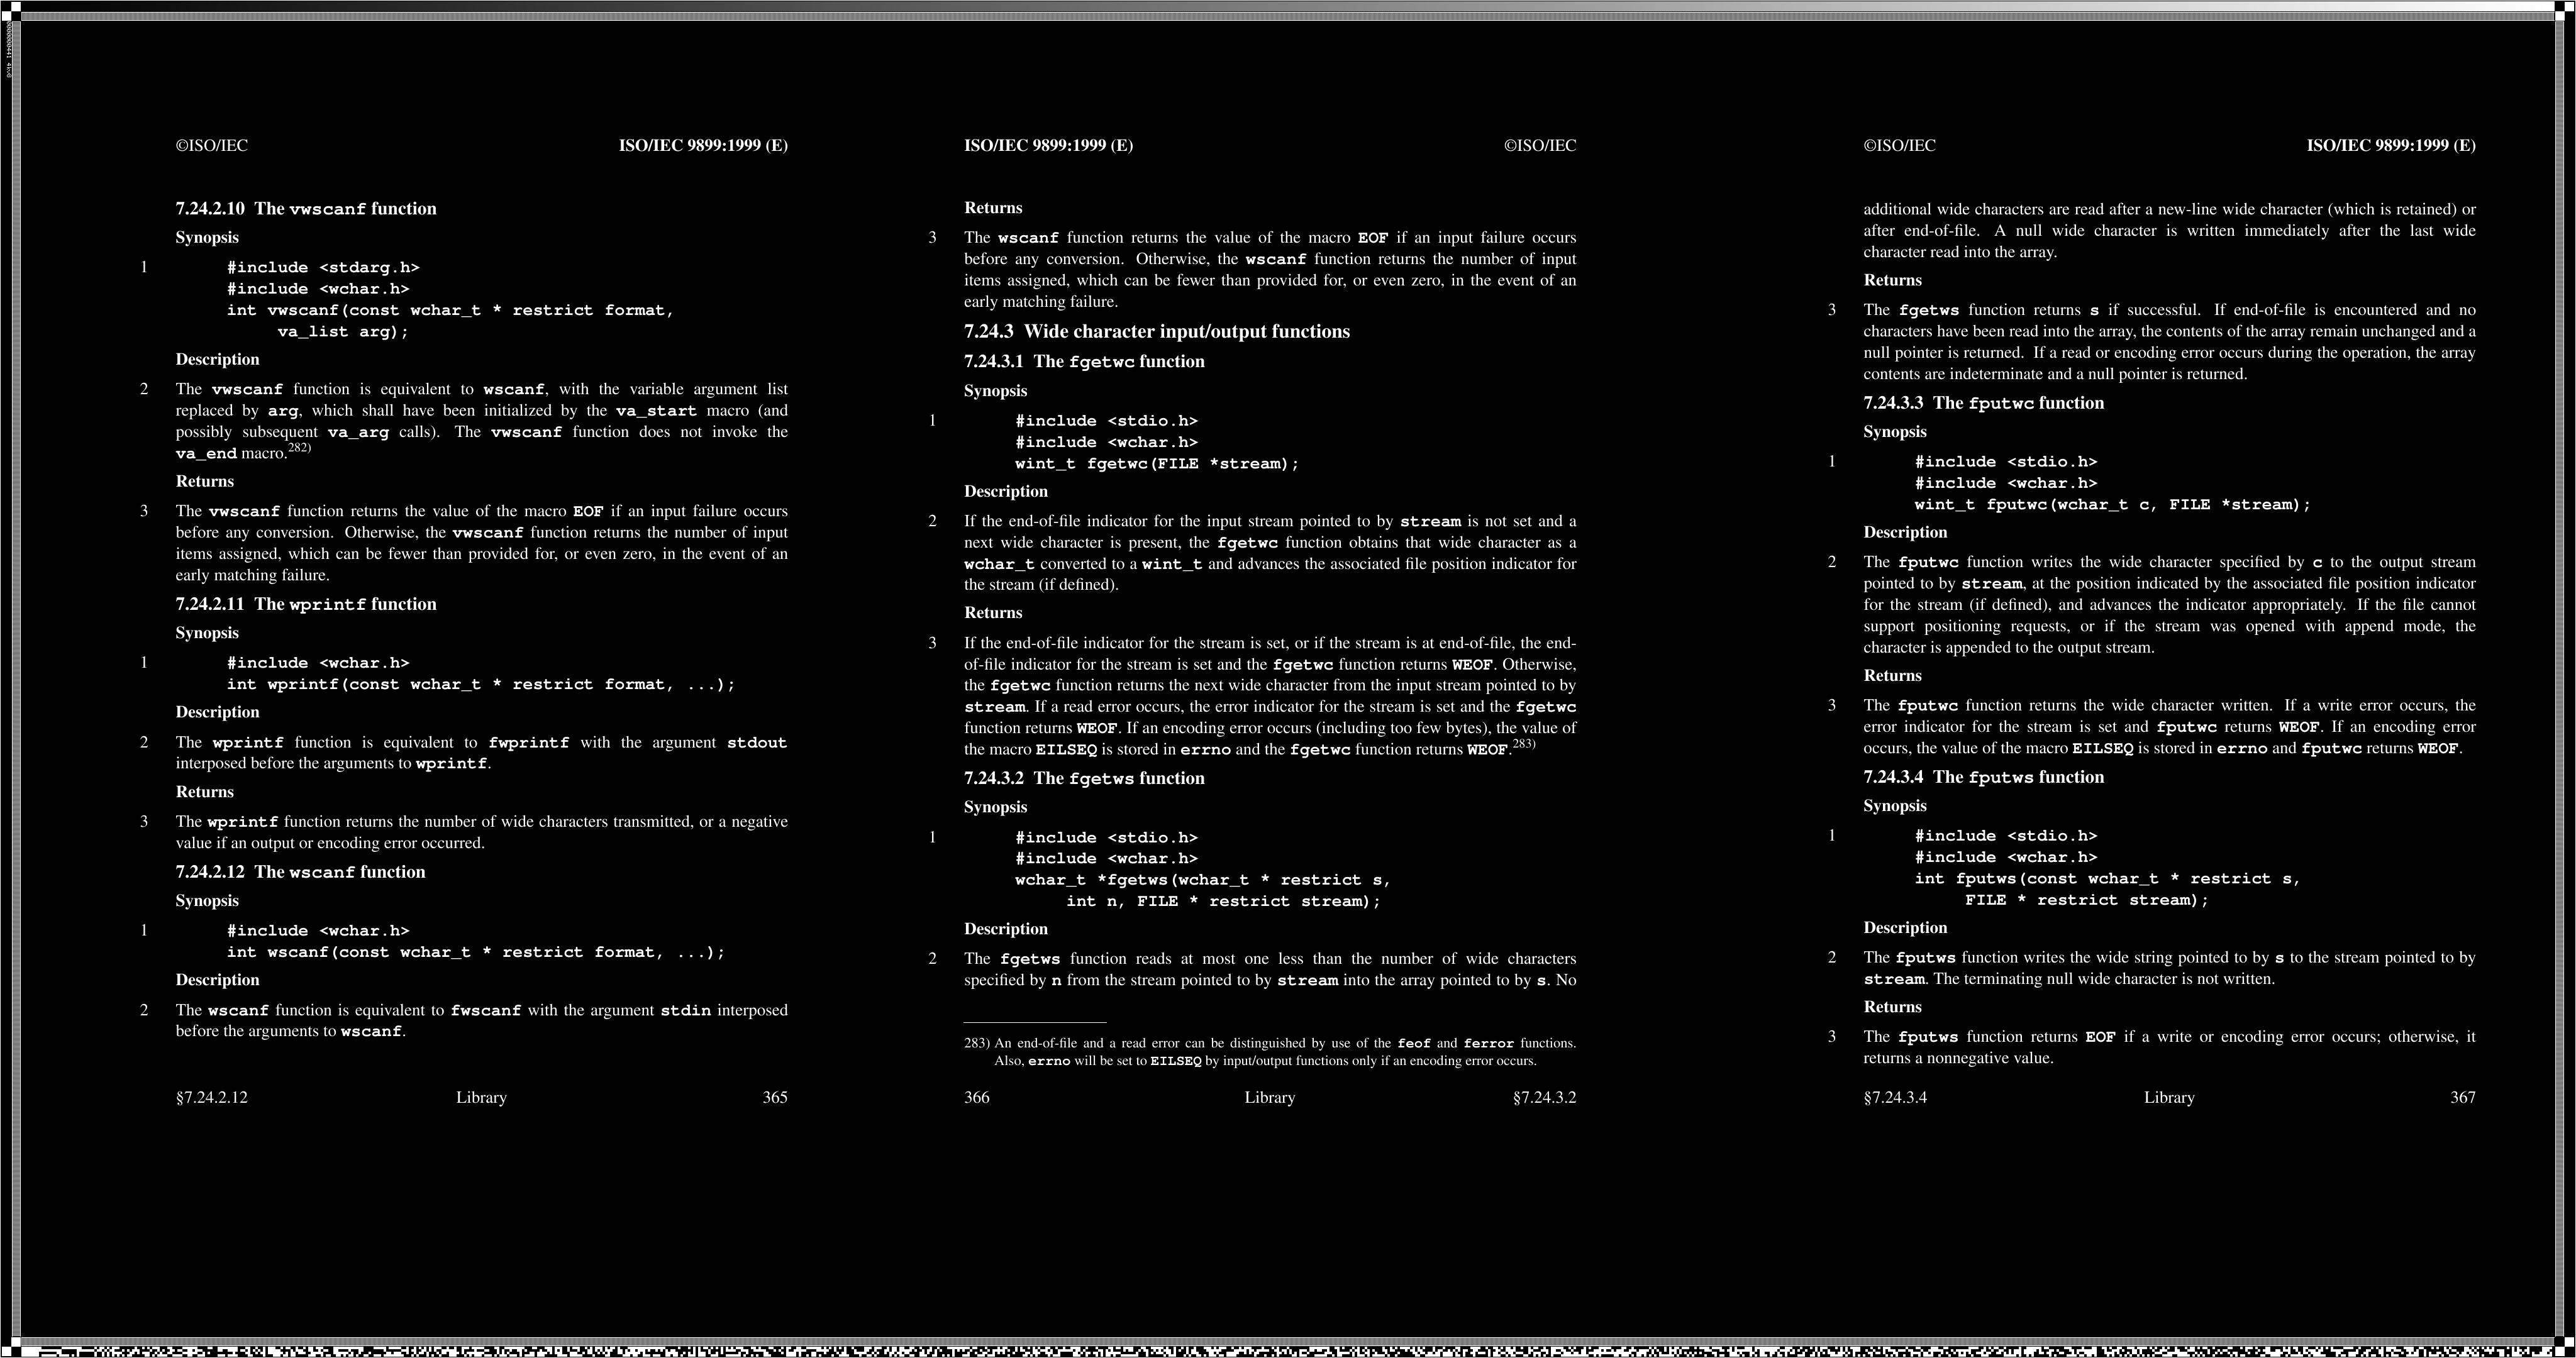 ©ISO/IEC ISO/IEC 9899:1999 (E)
7.24.2.10 The vwscanf function
Synopsis
1 #include <stdarg.h>
#include <wchar.h>
int vwscanf(const wchar_t * restrict format,
va_list arg);
Description
2 The vwscanf function is equivalent to wscanf, with the variable argument list
replaced by arg, which shall have been initialized by the va_start macro (and
possibly subsequent va_arg calls). The vwscanf function does not invoke the
va_end macro.282)
Returns
3 The vwscanf function returns the value of the macro EOF if an input failure occurs
before any conversion. Otherwise, the vwscanf function returns the number of input
items assigned, which can be fewer than provided for, or even zero, in the event of an
early matching failure.
7.24.2.11 The wprintf function
Synopsis
1 #include <wchar.h>
int wprintf(const wchar_t * restrict format, ...);
Description
2 The wprintf function is equivalent to fwprintf with the argument stdout
interposed before the arguments to wprintf.
Returns
3 The wprintf function returns the number of wide characters transmitted, or a negative
value if an output or encoding error occurred.
7.24.2.12 The wscanf function
Synopsis
1 #include <wchar.h>
int wscanf(const wchar_t * restrict format, ...);
Description
2 The wscanf function is equivalent to fwscanf with the argument stdin interposed
before the arguments to wscanf.
§7.24.2.12 Library 365
ISO/IEC 9899:1999 (E) ©ISO/IEC
Returns
3 The wscanf function returns the value of the macro EOF if an input failure occurs
before any conversion. Otherwise, the wscanf function returns the number of input
items assigned, which can be fewer than provided for, or even zero, in the event of an
early matching failure.
7.24.3 Wide character input/output functions
7.24.3.1 The fgetwc function
Synopsis
1 #include <stdio.h>
#include <wchar.h>
wint_t fgetwc(FILE *stream);
Description
2 If the end-of-file indicator for the input stream pointed to by stream is not set and a
next wide character is present, the fgetwc function obtains that wide character as a
wchar_t converted to a wint_t and advances the associated file position indicator for
the stream (if defined).
Returns
3 If the end-of-file indicator for the stream is set, or if the stream is at end-of-file, the end-
of-file indicator for the stream is set and the fgetwc function returns WEOF. Otherwise,
the fgetwc function returns the next wide character from the input stream pointed to by
stream. If a read error occurs, the error indicator for the stream is set and the fgetwc
function returns WEOF. If an encoding error occurs (including too few bytes), the value of
the macro EILSEQ is stored in errno and the fgetwc function returns WEOF.283)
7.24.3.2 The fgetws function
Synopsis
1 #include <stdio.h>
#include <wchar.h>
wchar_t *fgetws(wchar_t * restrict s,
int n, FILE * restrict stream);
Description
2 The fgetws function reads at most one less than the number of wide characters
specified by n from the stream pointed to by stream into the array pointed to by s. No
283) An end-of-file and a read error can be distinguished by use of the feof and ferror functions.
Also, errno will be set to EILSEQ by input/output functions only if an encoding error occurs.
366 Library §7.24.3.2
©ISO/IEC ISO/IEC 9899:1999 (E)
additional wide characters are read after a new-line wide character (which is retained) or
after end-of-file. A null wide character is written immediately after the last wide
character read into the array.
Returns
3 The fgetws function returns s if successful. If end-of-file is encountered and no
characters have been read into the array, the contents of the array remain unchanged and a
null pointer is returned. If a read or encoding error occurs during the operation, the array
contents are indeterminate and a null pointer is returned.
7.24.3.3 The fputwc function
Synopsis
1 #include <stdio.h>
#include <wchar.h>
wint_t fputwc(wchar_t c, FILE *stream);
Description
2 The fputwc function writes the wide character specified by c to the output stream
pointed to by stream, at the position indicated by the associated file position indicator
for the stream (if defined), and advances the indicator appropriately. If the file cannot
support positioning requests, or if the stream was opened with append mode, the
character is appended to the output stream.
Returns
3 The fputwc function returns the wide character written. If a write error occurs, the
error indicator for the stream is set and fputwc returns WEOF. If an encoding error
occurs, the value of the macro EILSEQ is stored in errno and fputwc returns WEOF.
7.24.3.4 The fputws function
Synopsis
1 #include <stdio.h>
#include <wchar.h>
int fputws(const wchar_t * restrict s,
FILE * restrict stream);
Description
2 The fputws function writes the wide string pointed to by s to the stream pointed to by
stream. The terminating null wide character is not written.
Returns
3 The fputws function returns EOF if a write or encoding error occurs; otherwise, it
returns a nonnegative value.
§7.24.3.4 Library 367